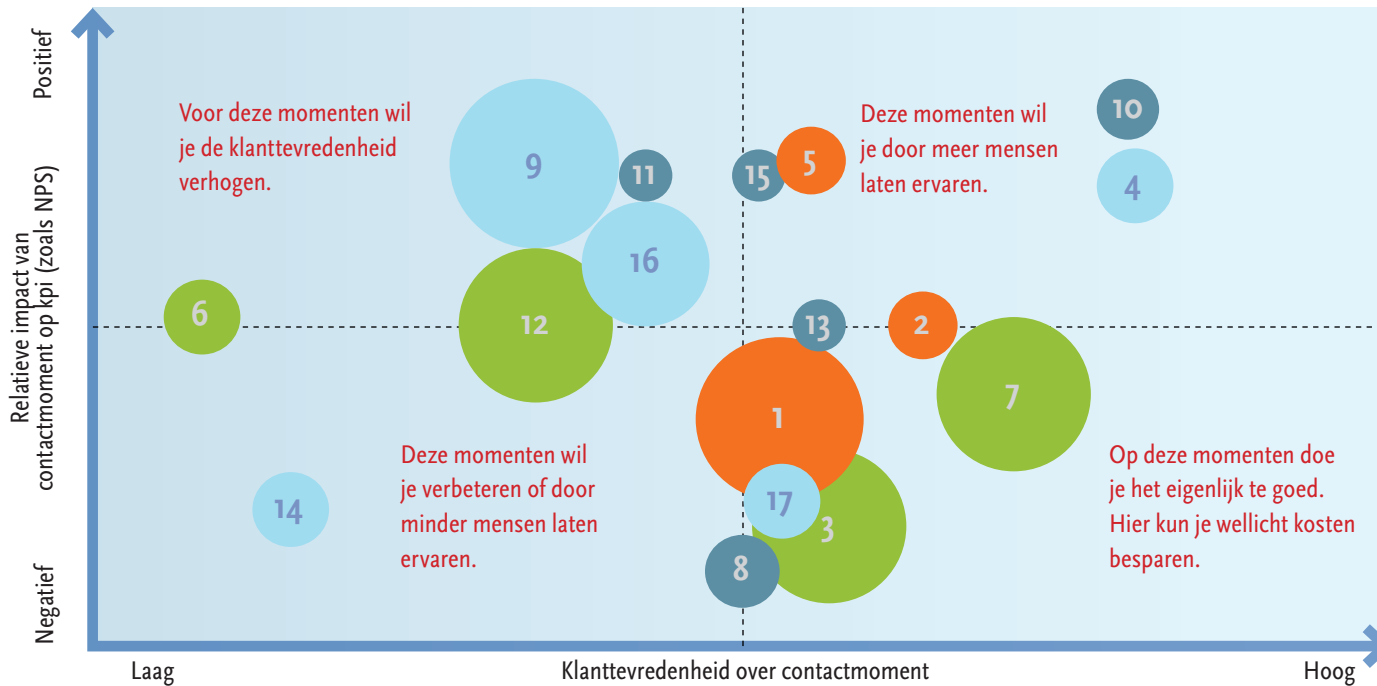 Positief
Relatieve impact van
contactmoment op kpi (zoals NPS)
Negatief
Voor deze momenten wil
je de klanttevredenheid
verhogen.
Deze momenten wil
je door meer mensen
laten ervaren.
10
9
11
15
5
4
16
6
12
13
2
1
7
Deze momenten wil
je verbeteren of door
minder mensen laten
ervaren.
Op deze momenten doe
je het eigenlijk te goed.
Hier kun je wellicht kosten
besparen.
14
17
3
8
Laag
Klanttevredenheid over contactmoment
Hoog